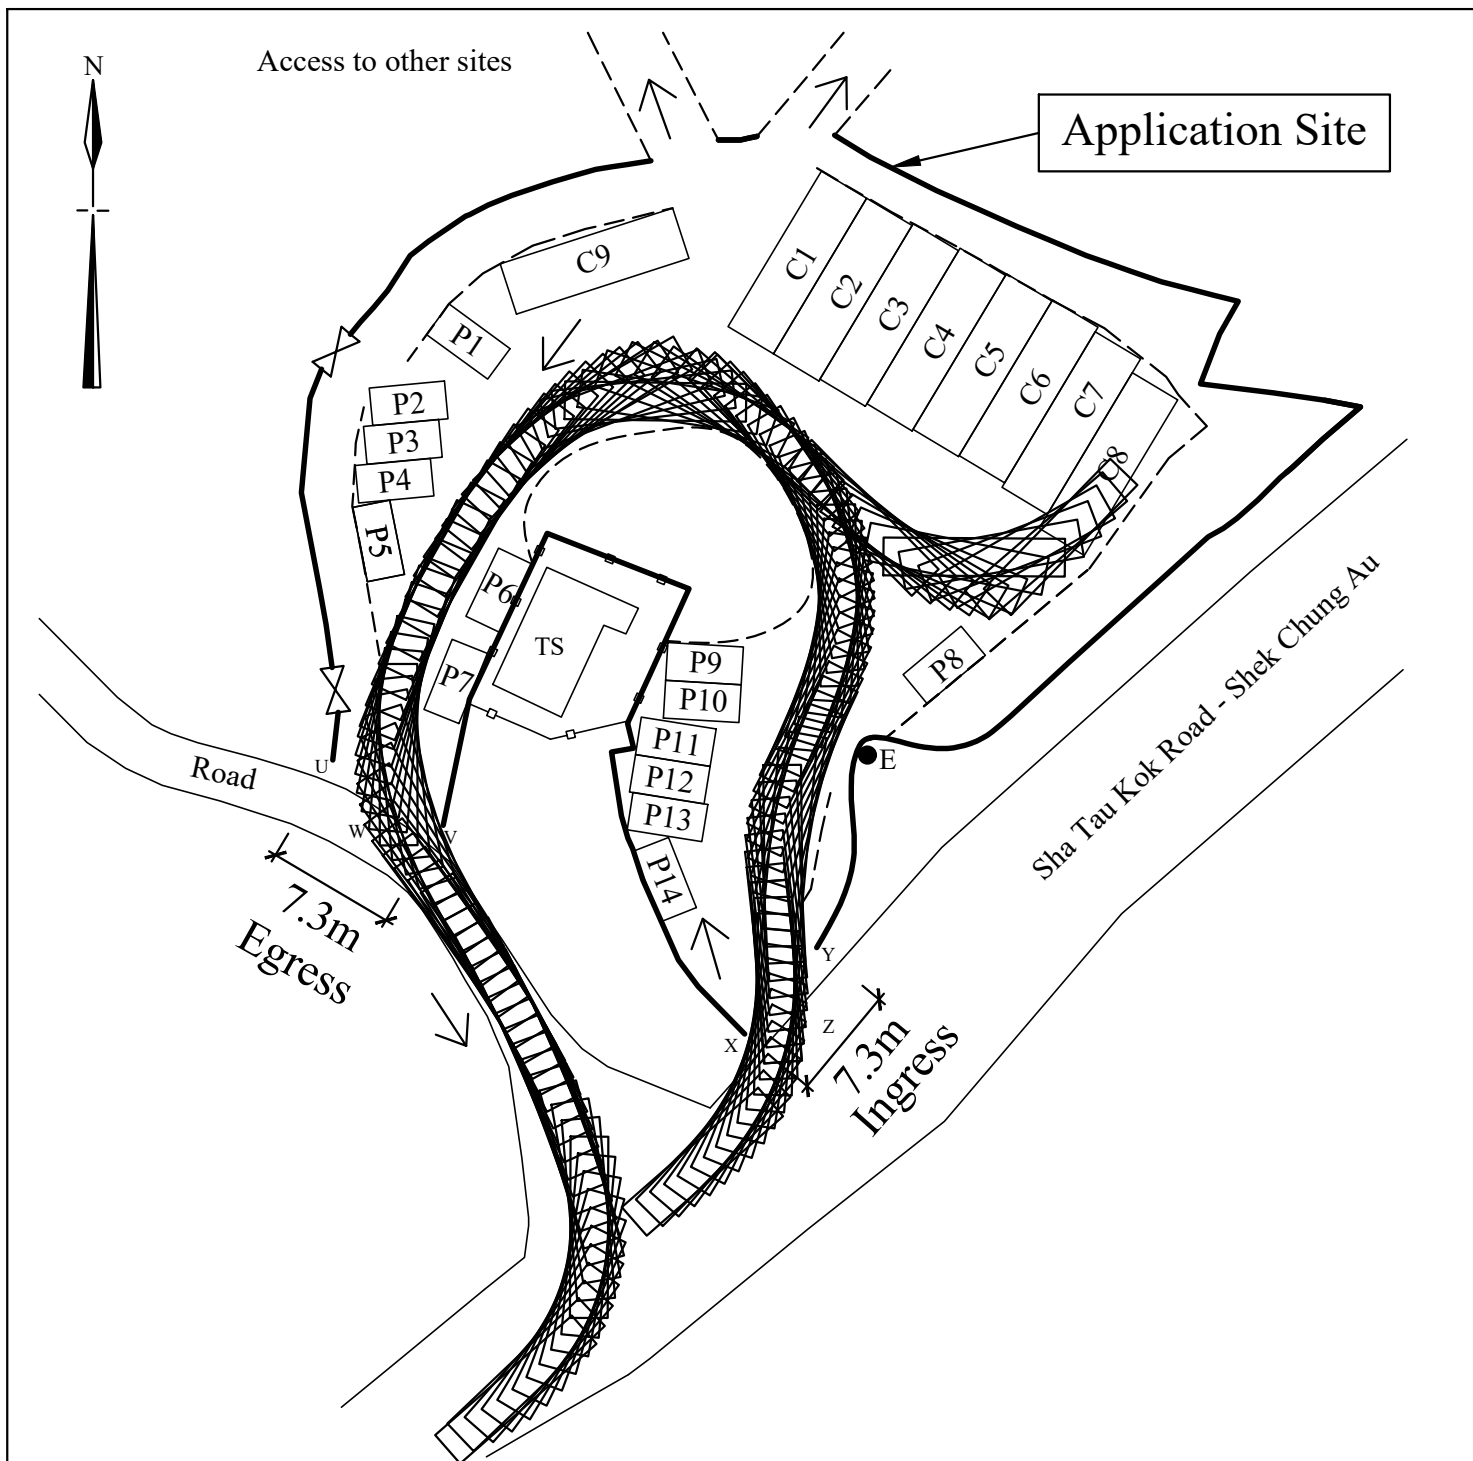 Access to other sites
N
Application Site
C9
C1
C2
C3
C4
C5
C6
C7
C8
P1
P2
P3
P4
P5
P6
TS
P7
P8
P9
P10
P11
P12
P13
P14
E
Sha Tau Kok Road - Shek Chung Au
Road
U
W
V
7.3m
Egress
Y
X
Z
7.3m
Ingress